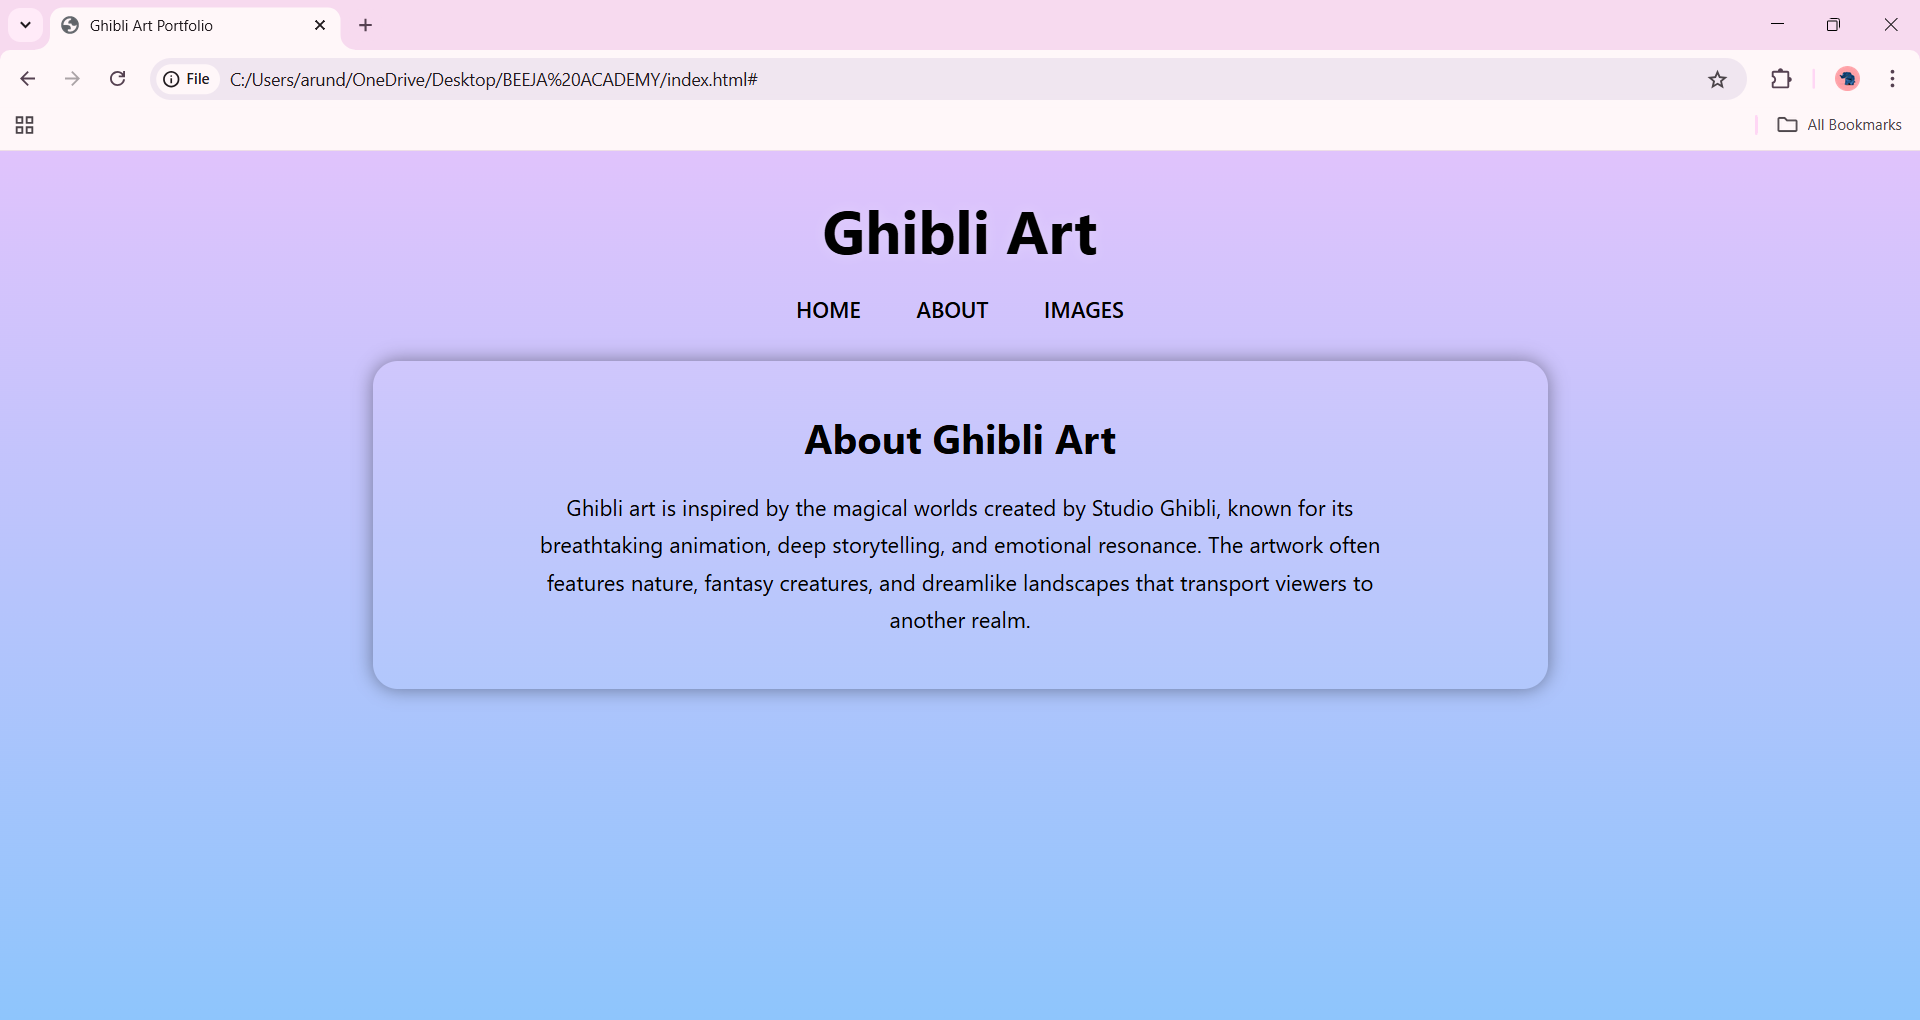 Ghibli Art Portfolio
File
C:/Users/arund/OneDrive/Desktop/BEEJA%20ACADEMY/index.html#
All Bookmarks
Ghibli Art
HOME ABOUT IMAGES
About Ghibli Art
Ghibli art is inspired by the magical worlds created by Studio Ghibli, known for its
breathtaking animation, deep storytelling, and emotional resonance. The artwork often
features nature, fantasy creatures, and dreamlike landscapes that transport viewers to
another realm.